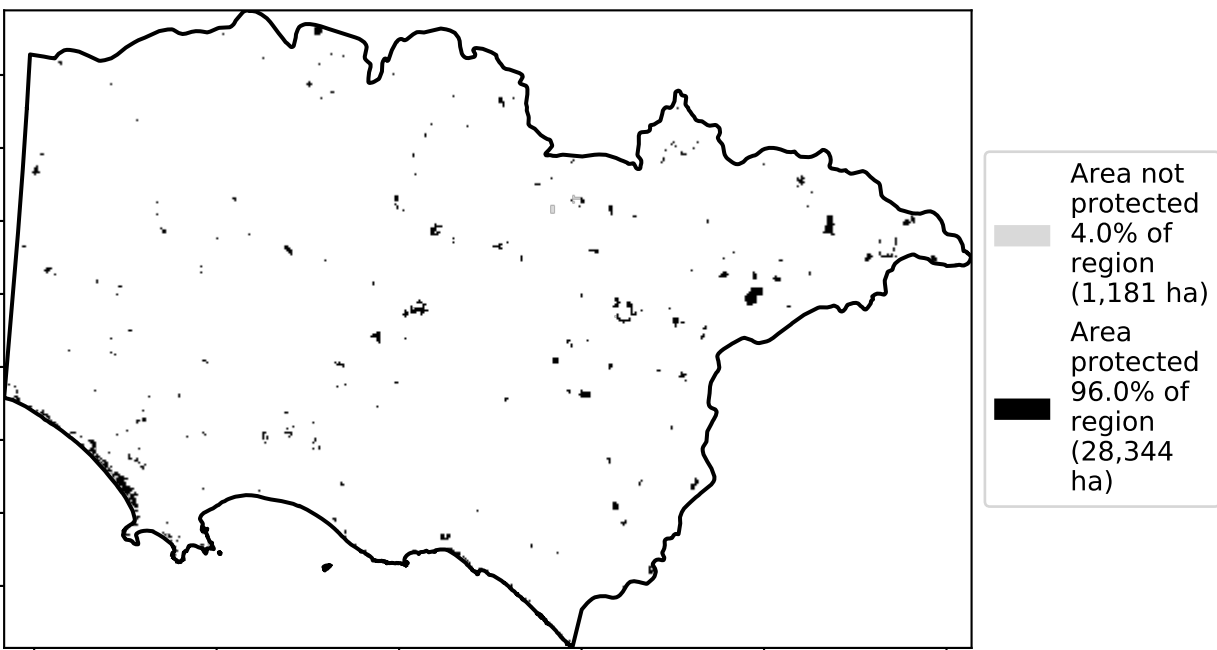 Area not
protected
4.0% of
region
(1,181 ha)
Area
protected
96.0% of
region
(28,344
ha)